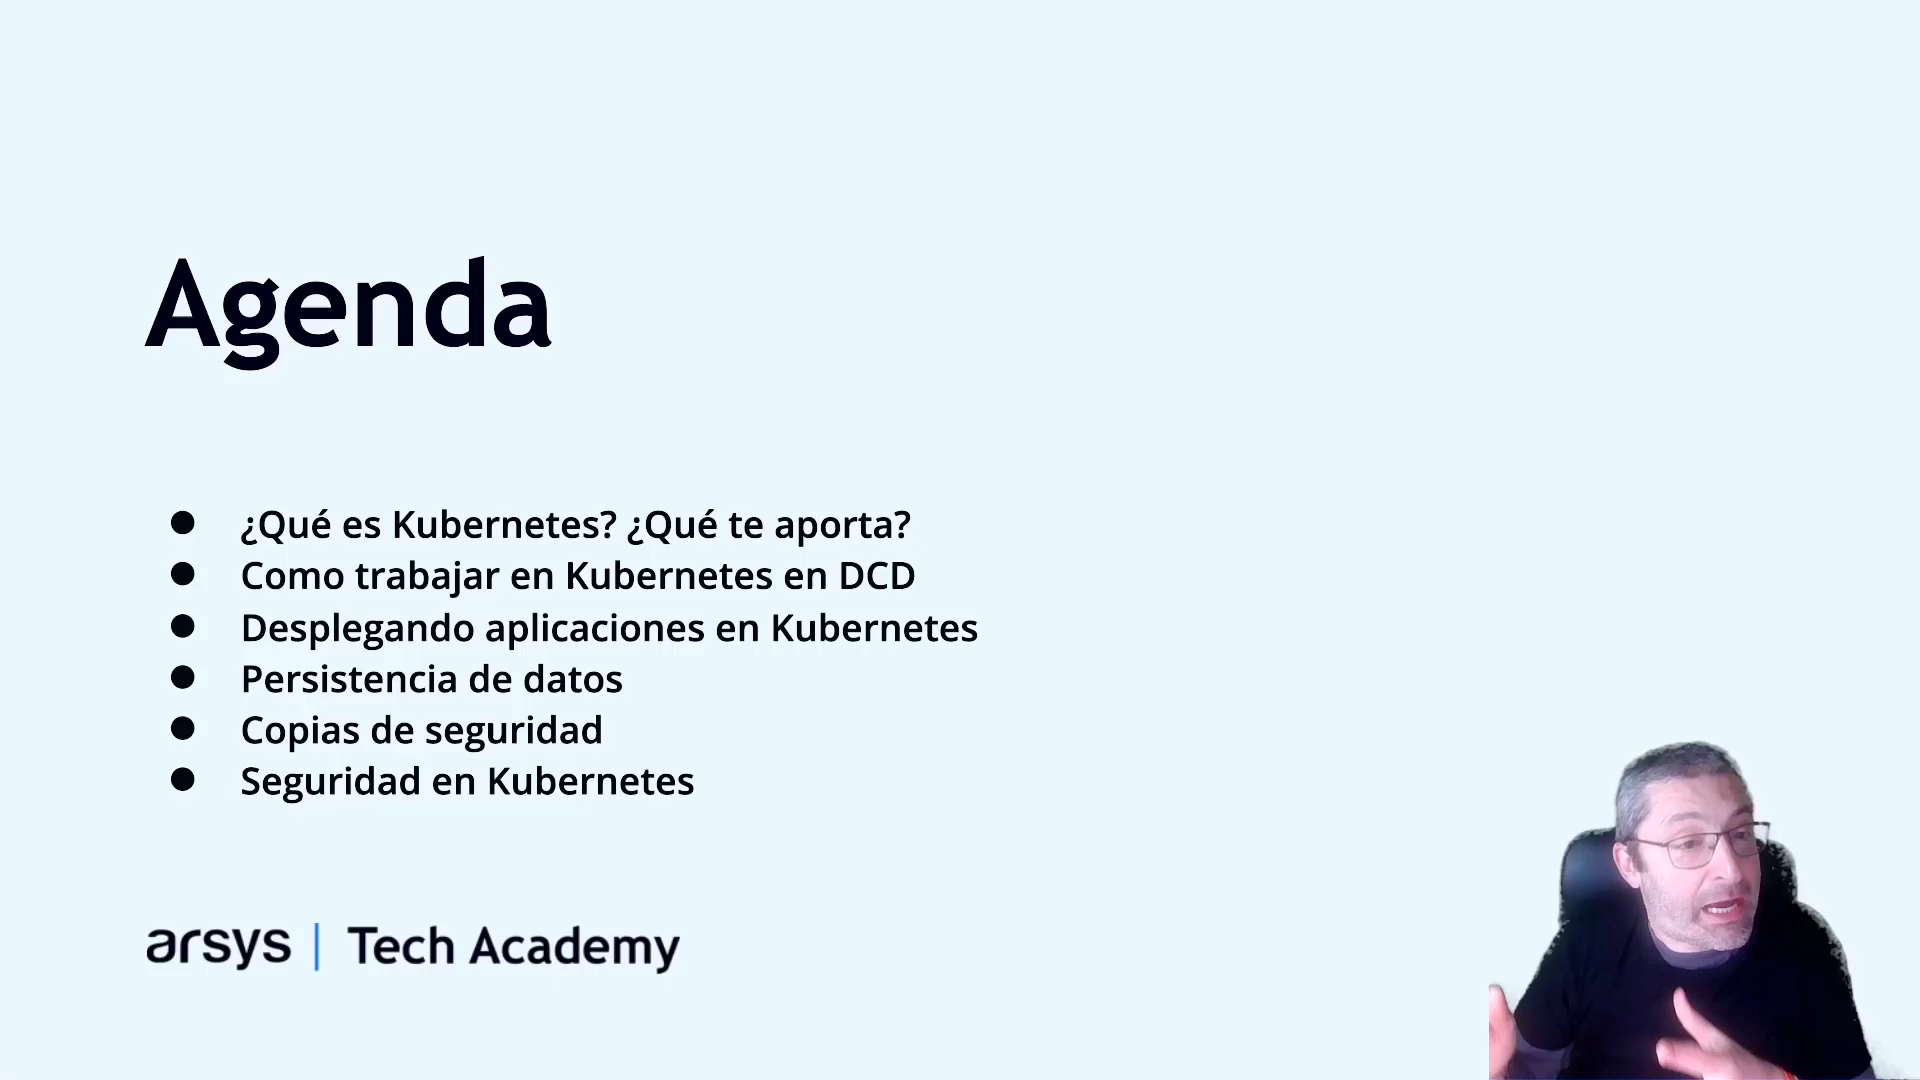 Agenda
¿Qué es Kubernetes? ¿Qué te aporta?
Como trabajar en Kubernetes en DCD
Desplegando aplicaciones en Kubernetes
Persistencia de datos
Copias de seguridad
Seguridad en Kubernetes
arsys | Tech Academy